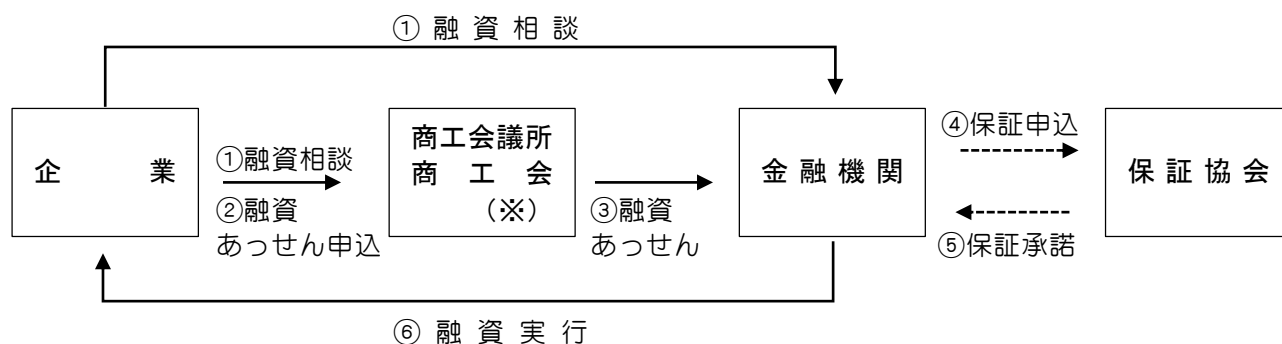 ① 融 資 相 談
企　　業
①融資相談
②融資
あっせん申込
商工会議所
商　工　会
（※）
③融資
あっせん
金 融 機 関
④保証申込
⑤保証承諾
保 証 協 会
⑥ 融 資 実 行